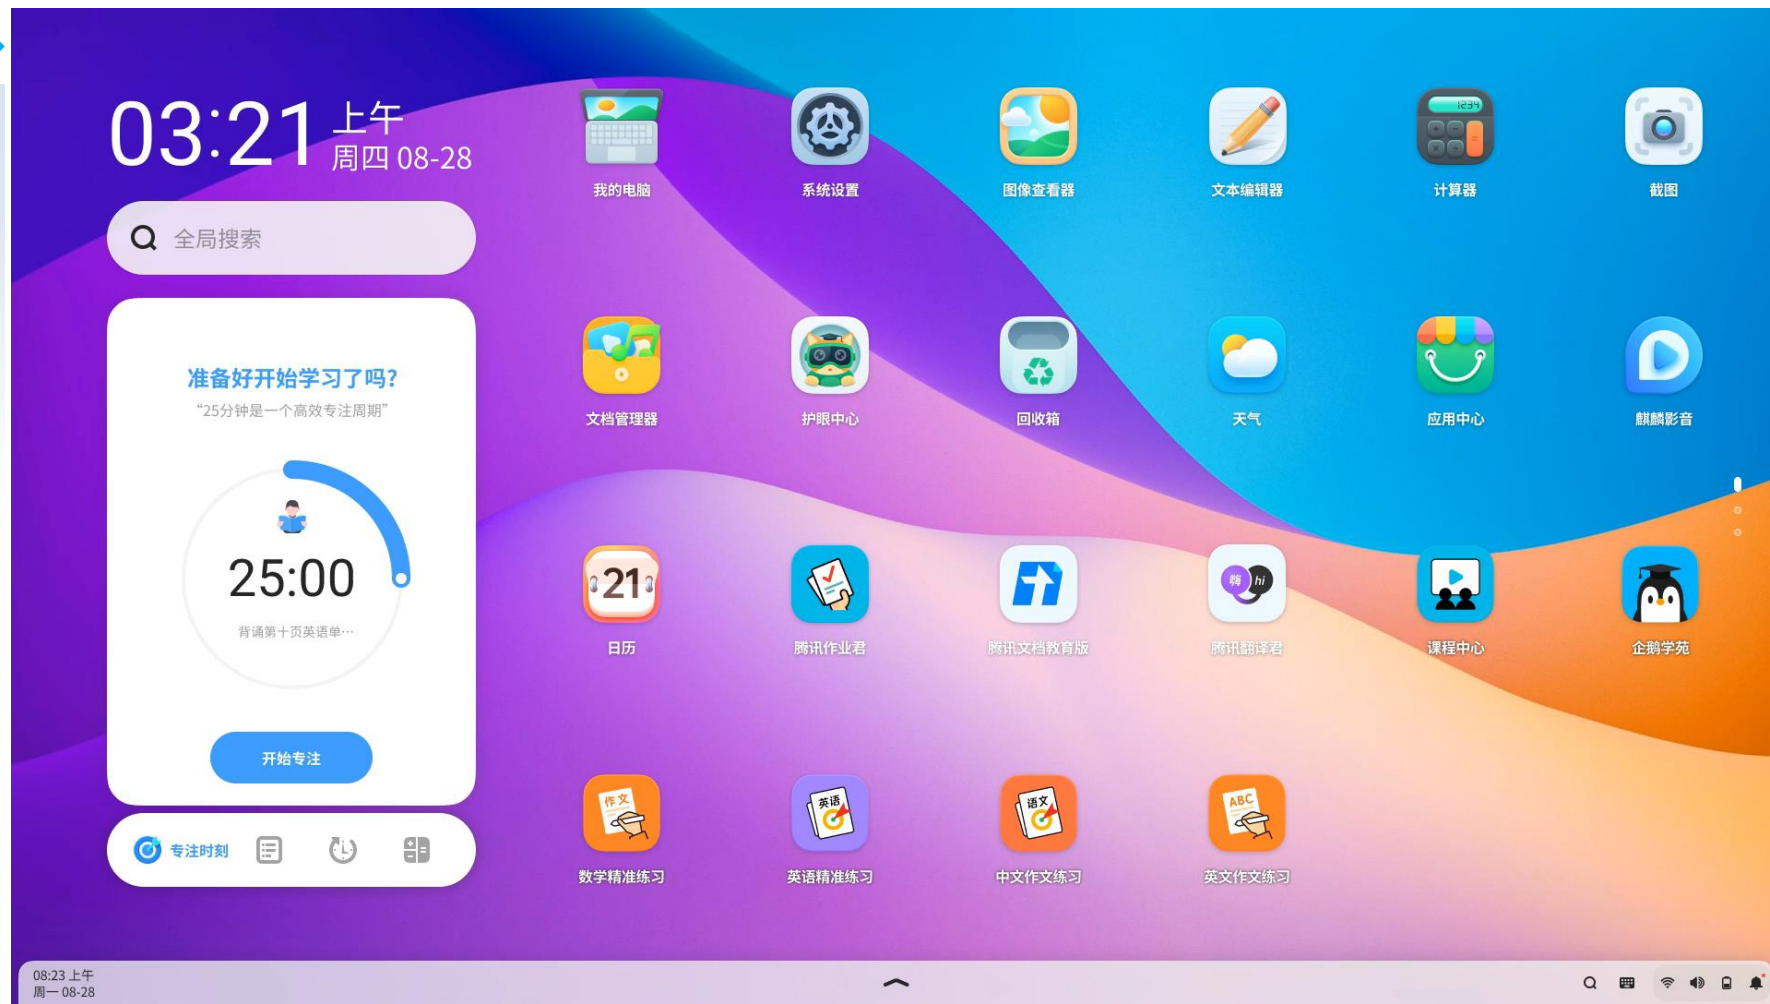 03:21 上午
周四 08-28
全局搜索
准备好开始学习了吗?
“25分钟是一个高效专注周期”
25:00
背诵第十页英语单…
开始专注
专注时刻
1234
我的电脑
系统设置
图像查看器
文本编辑器
计算器
截图
文档管理器
护眼中心
回收箱
天气
应用中心
麒麟影音
21
嗨 hi
日历
腾讯作业君
腾讯文档教育版
腾讯翻译君
课程中心
企鹅学苑
作文
英语
语文
ABC
数学精准练习
英语精准练习
中文作文练习
英文作文练习
08:23 上午
周一 08-28